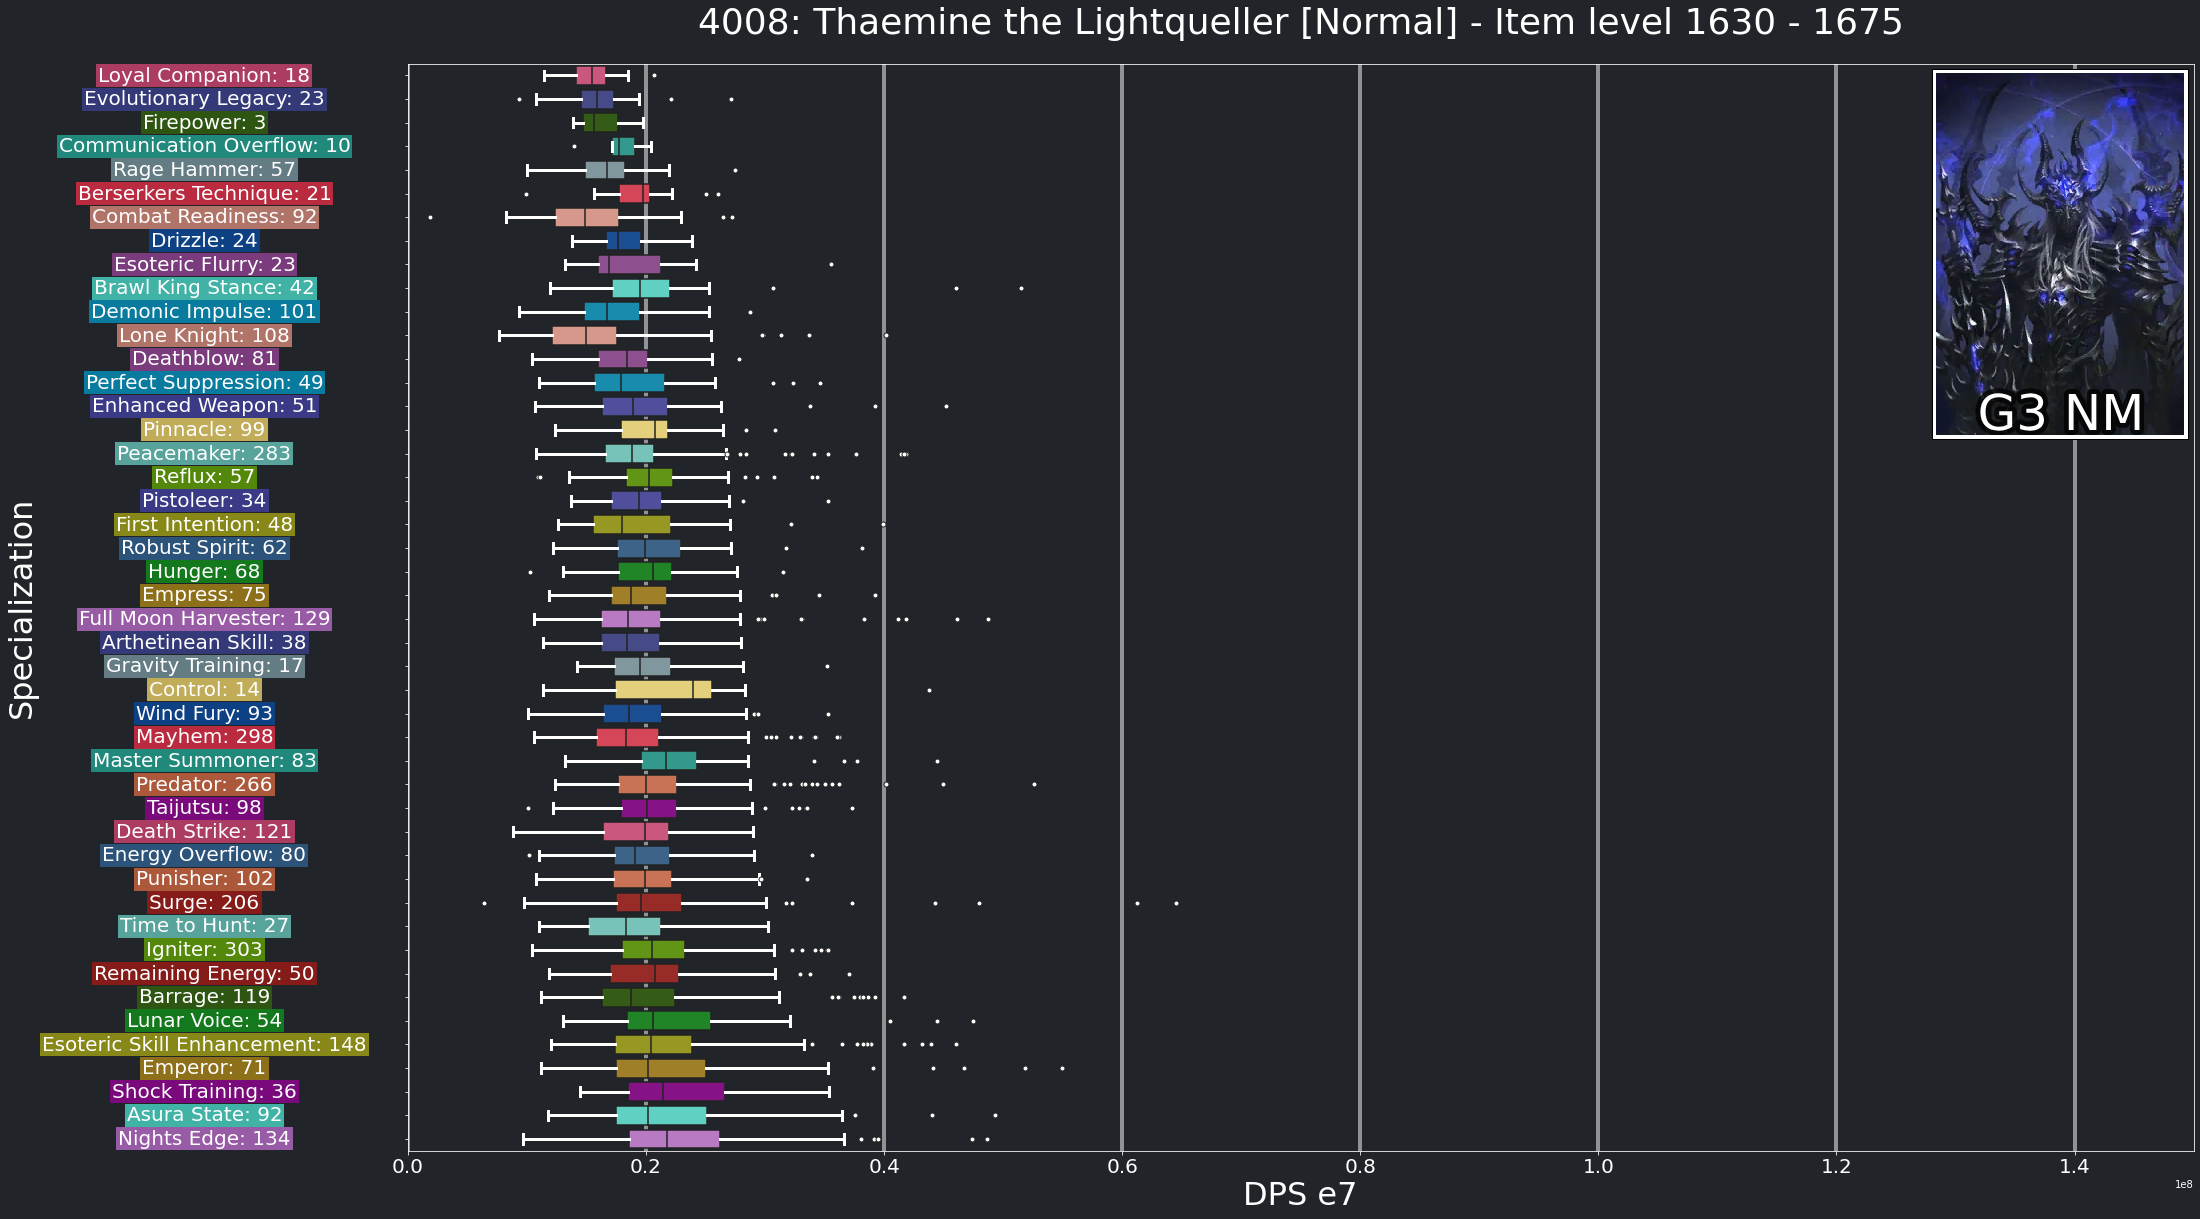 4008: Thaemine the Lightqueller [Normal] - Item level 1630 - 1675
Loyal Companion: 18
Evolutionary Legacy: 23
Firepower: 3
Communication Overflow: 10
Rage Hammer: 57
Berserkers Technique: 21
Combat Readiness: 92
Drizzle: 24
Esoteric Flurry: 23
Brawl King Stance: 42
Demonic Impulse: 101
Lone Knight: 108
Deathblow: 81
Perfect Suppression: 49
Enhanced Weapon: 51
Pinnacle: 99
Peacemaker: 283
Reflux: 57
Pistoleer: 34
First Intention: 48
Robust Spirit: 62
Hunger: 68
Empress: 75
Full Moon Harvester: 129
Arthetinean Skill: 38
Gravity Training: 17
Control: 14
Wind Fury: 93
Mayhem: 298
Master Summoner: 83
Predator: 266
Taijutsu: 98
Death Strike: 121
Energy Overflow: 80
Punisher: 102
Surge: 206
Time to Hunt: 27
Igniter: 303
Remaining Energy: 50
Barrage: 119
Lunar Voice: 54
Esoteric Skill Enhancement: 148
Emperor: 71
Shock Training: 36
Asura State: 92
Nights Edge: 134
Specialization
G3 NM
0.0 0.2 0.4 0.6 0.8 1.0 1.2 1.4
1e8
DPS e7